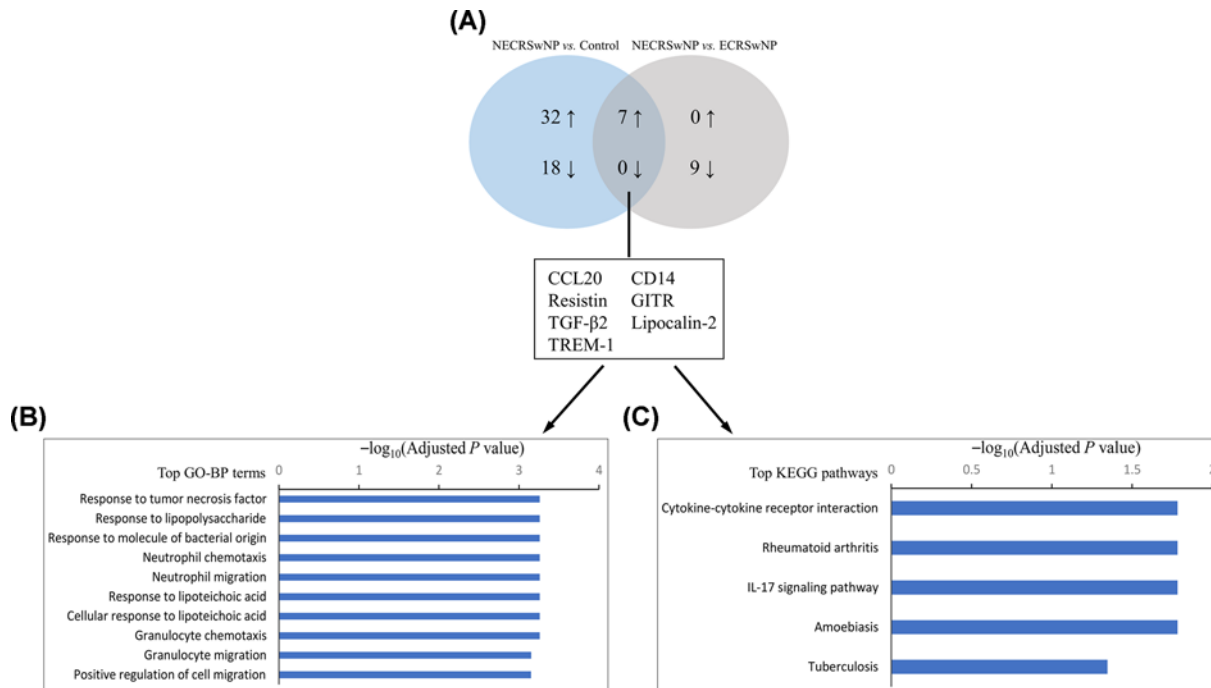 (A)
NECRSwNP vs. Control
NECRSwNP vs. ECRSwNP
32 ↑
7 ↑
0 ↑
18 ↓
0 ↓
9 ↓
CCL20 CD14
Resistin GITR
TGF-β2 Lipocalin-2
TREM-1
(B)
−log10(Adjusted P value)
Top GO-BP terms
0 1 2 3 4
Response to tumor necrosis factor
Response to lipopolysaccharide
Response to molecule of bacterial origin
Neutrophil chemotaxis
Neutrophil migration
Response to lipoteichoic acid
Cellular response to lipoteichoic acid
Granulocyte chemotaxis
Granulocyte migration
Positive regulation of cell migration
(C)
−log10(Adjusted P value)
Top KEGG pathways
0 0.5 1 1.5 2
Cytokine-cytokine receptor interaction
Rheumatoid arthritis
IL-17 signaling pathway
Amoebiasis
Tuberculosis